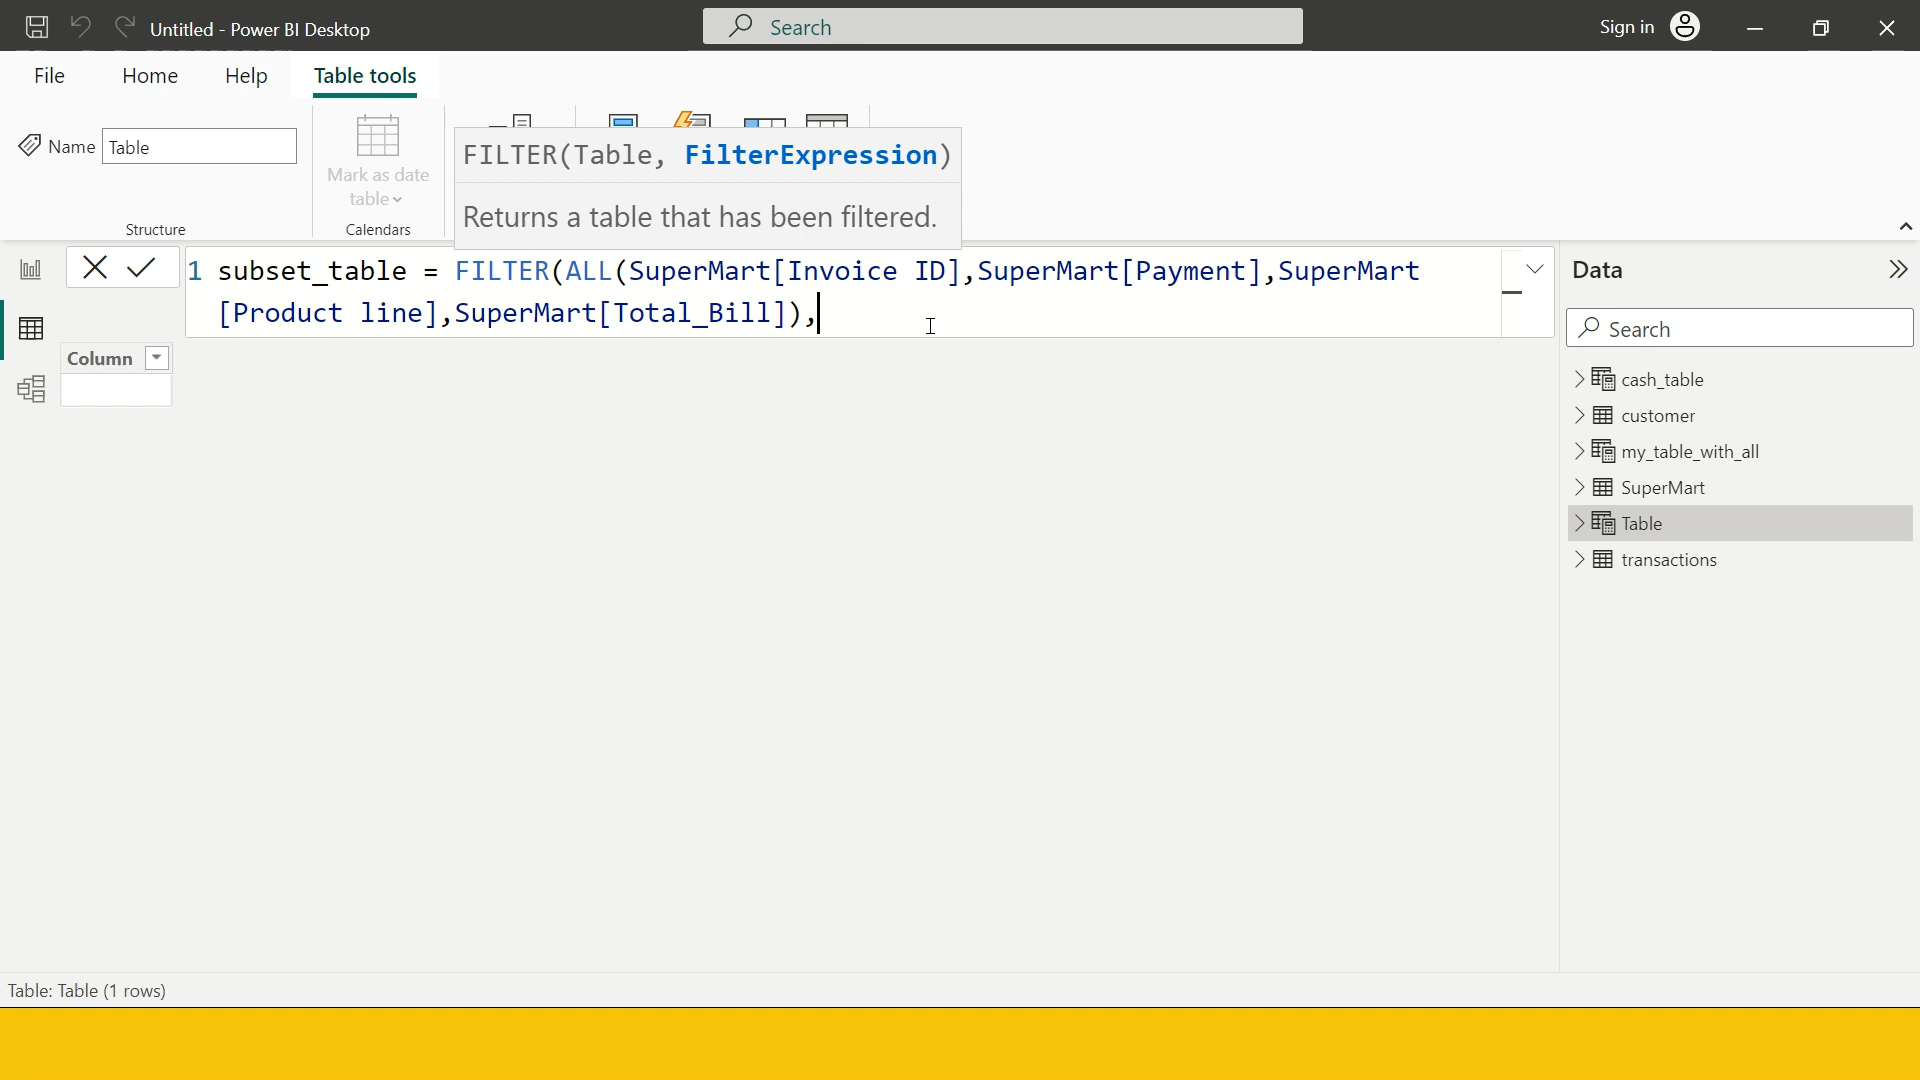 Untitled - Power BI Desktop
Search
Sign in
File Home Help Table tools
Name Table
Mark as date
table
Structure
Calendars
FILTER(Table, FilterExpression)
Returns a table that has been filtered.
1 subset_table = FILTER(ALL(SuperMart[Invoice ID],SuperMart[Payment],SuperMart
[Product line],SuperMart[Total_Bill]),
Column
Data
Search
cash_table
customer
my_table_with_all
SuperMart
Table
transactions
Table: Table (1 rows)